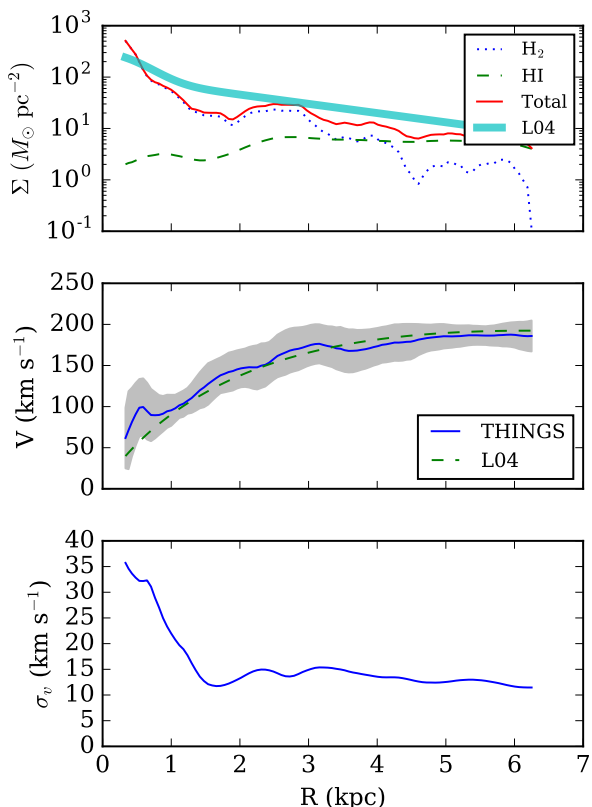 10³
10²
10¹
10⁰
10⁻¹
Σ (M⊙ pc⁻²)
H₂
HI
Total
L04
250
200
150
100
50
0
V (km s⁻¹)
THINGS
L04
40
35
30
25
20
15
10
5
0
σᵥ (km s⁻¹)
0 1 2 3 4 5 6 7
R (kpc)